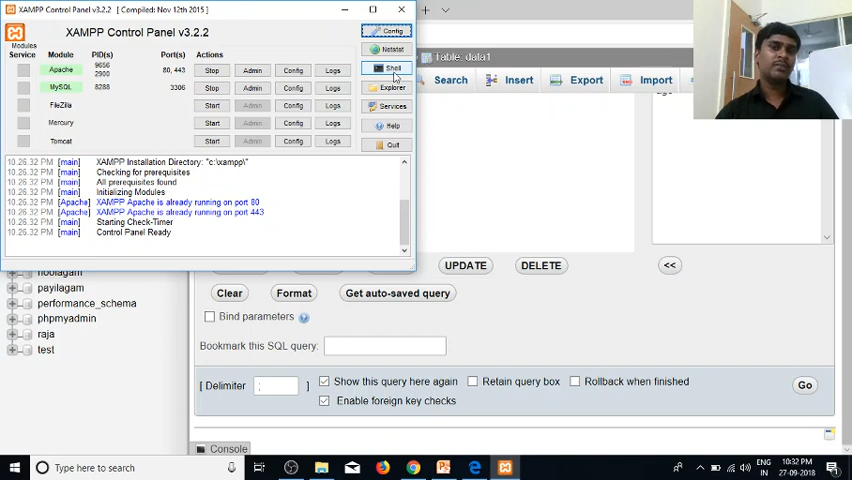 XAMPP Control Panel v3.2.2 [ Compiled: Nov 12th 2015 ]
XAMPP Control Panel v3.2.2
Config
Modules
Service Module PID(s) Port(s) Actions
Netstat
Apache 9656 2900 80, 443 Stop Admin Config Logs
Shell
MySQL 8288 3306 Stop Admin Config Logs
Explorer
FileZilla Start Admin Config Logs
Services
Mercury Start Admin Config Logs
Help
Tomcat Start Admin Config Logs
Quit
10.26.32 PM [main] XAMPP Installation Directory: "c:\xampp\"
10.26.32 PM [main] Checking for prerequisites
10.26.32 PM [main] All prerequisites found
10.26.32 PM [main] Initializing Modules
10.26.32 PM [Apache] XAMPP Apache is already running on port 80
10.26.32 PM [Apache] XAMPP Apache is already running on port 443
10.26.32 PM [main] Starting Check-Timer
10.26.32 PM [main] Control Panel Ready
Table_data1
Search Insert Export Import
UPDATE DELETE <<
Clear Format Get auto-saved query
Bind parameters
Bookmark this SQL query:
[ Delimiter ; ] Show this query here again Retain query box Rollback when finished Go
Enable foreign key checks
noolagam
payilagam
performance_schema
phpmyadmin
raja
test
Console
Type here to search
ENG
IN
10:32 PM
27-09-2018